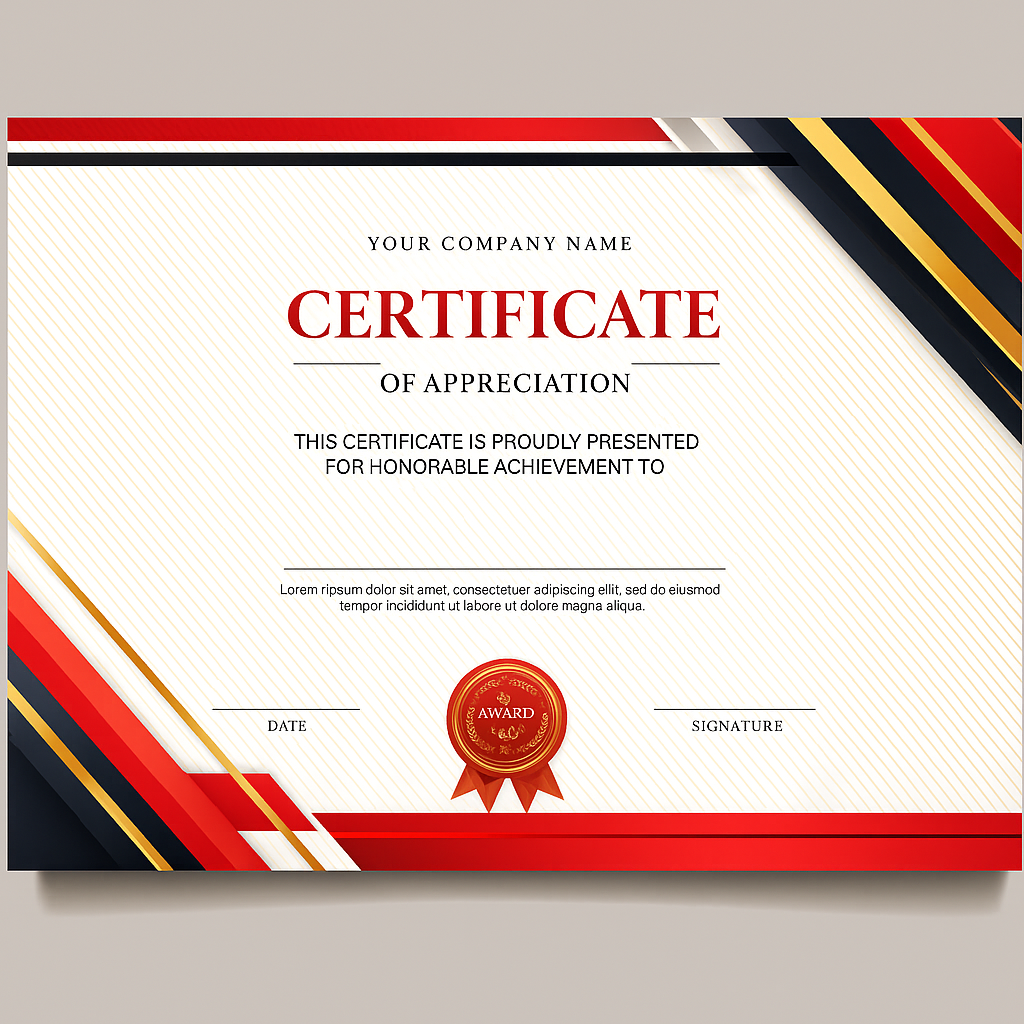 YOUR COMPANY NAME
CERTIFICATE
OF APPRECIATION
THIS CERTIFICATE IS PROUDLY PRESENTED
FOR HONORABLE ACHIEVEMENT TO
Lorem ripsum dolor sit amet, consectetuer adipiscing ellit, sed do eiusmod
tempor incididunt ut labore ut dolore magna aliqua.
AWARD
DATE
SIGNATURE